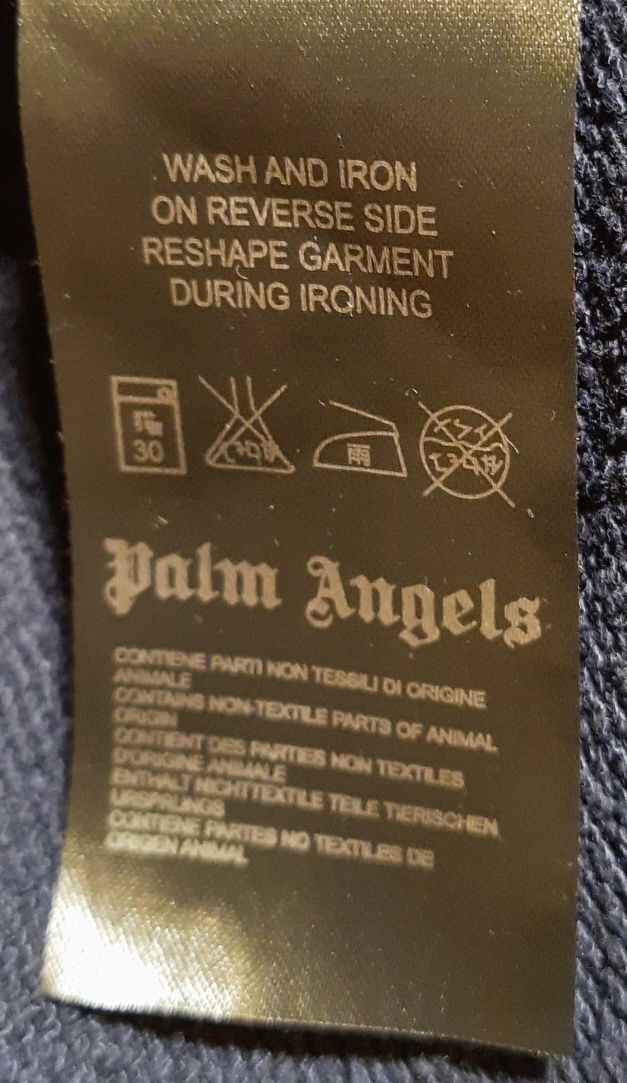 WASH AND IRON
ON REVERSE SIDE
RESHAPE GARMENT
DURING IRONING
30
Palm Angels
CONTIENE PARTI NON TESSILI DI ORIGINE
ANIMALE
CONTAINS NON-TEXTILE PARTS OF ANIMAL
ORIGIN
CONTIENT DES PARTIES NON TEXTILES
D'ORIGINE ANIMALE
ENTHALT NICHTTEXTILE TEILE TIERISCHEN
URSPRUNGS
CONTIENE PARTES NO TEXTILES DE
ORIGEN ANIMAL